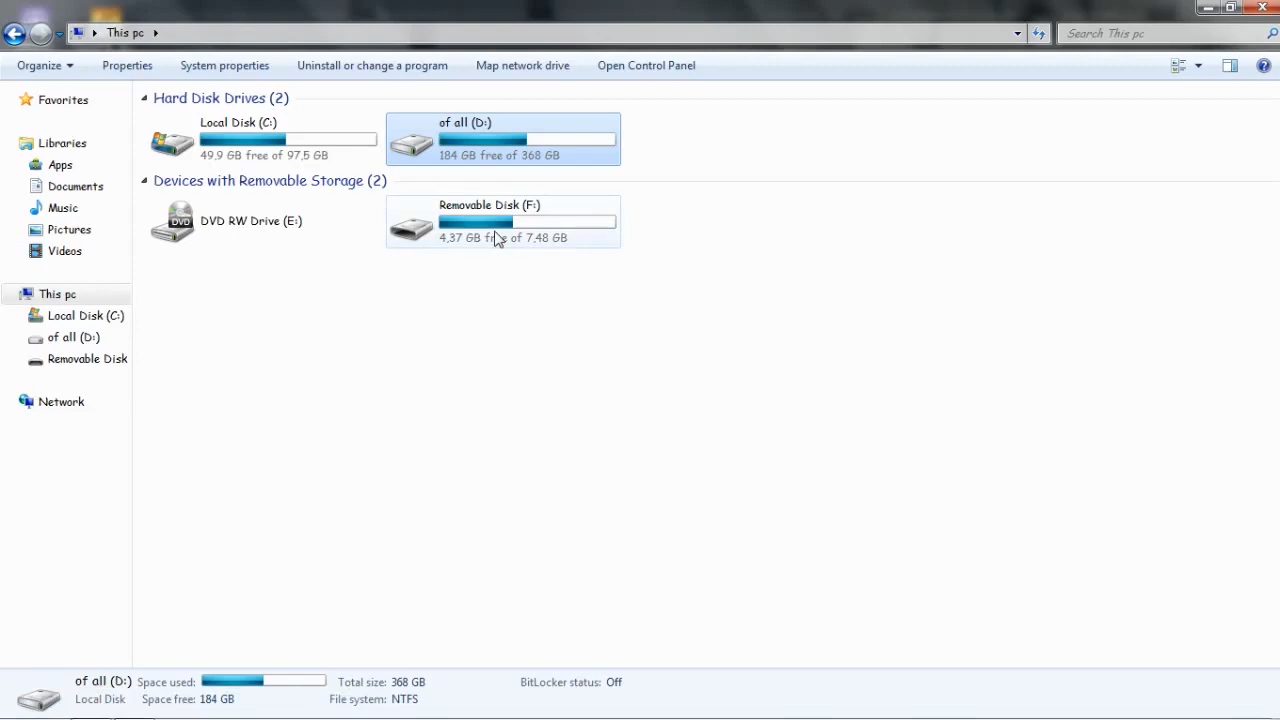 This pc
Search This pc
Organize Properties System properties Uninstall or change a program Map network drive Open Control Panel
Favorites
Libraries
Apps
Documents
Music
Pictures
Videos
This pc
Local Disk (C:)
of all (D:)
Removable Disk
Network
Hard Disk Drives (2)
Local Disk (C:)
49,9 GB free of 97,5 GB
of all (D:)
184 GB free of 368 GB
Devices with Removable Storage (2)
DVD
DVD RW Drive (E:)
Removable Disk (F:)
4,37 GB free of 7,48 GB
of all (D:) Space used: Total size: 368 GB BitLocker status: Off
Local Disk Space free: 184 GB File system: NTFS